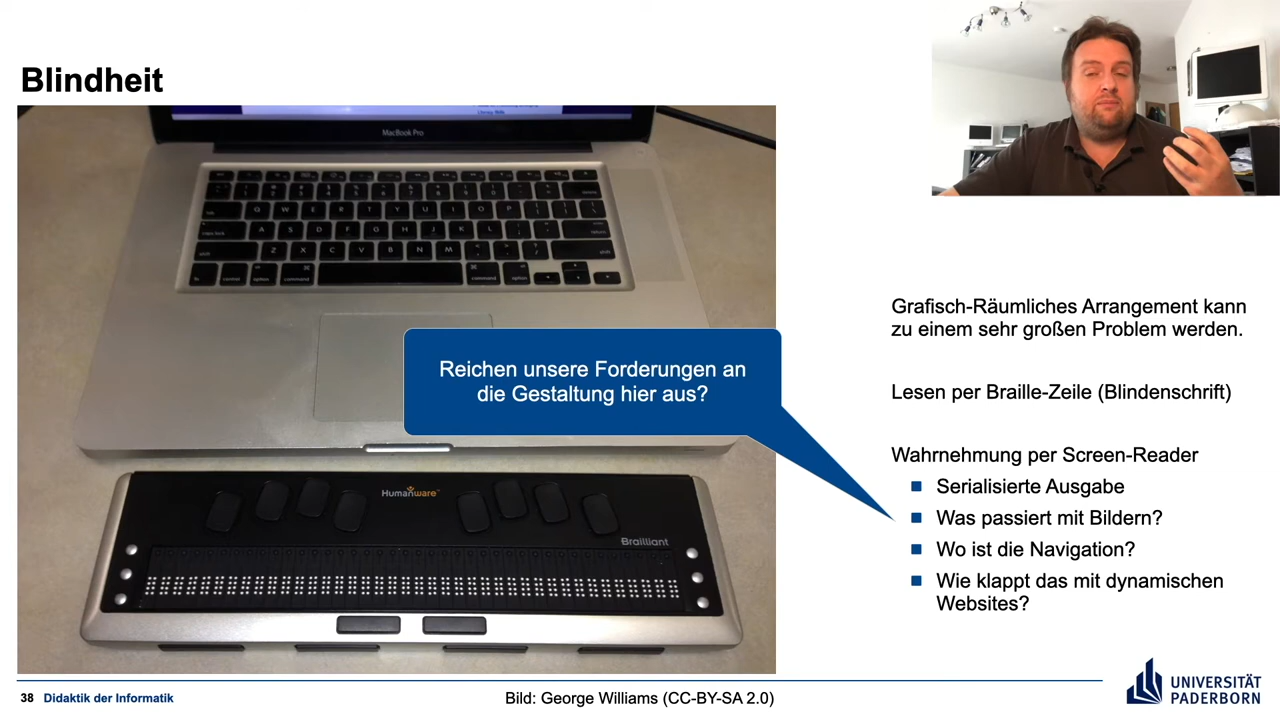 Blindheit
MacBook Pro
HumanWare
Brailliant
Reichen unsere Forderungen an
die Gestaltung hier aus?
Grafisch-Räumliches Arrangement kann
zu einem sehr großen Problem werden.
Lesen per Braille-Zeile (Blindenschrift)
Wahrnehmung per Screen-Reader
Serialisierte Ausgabe
Was passiert mit Bildern?
Wo ist die Navigation?
Wie klappt das mit dynamischen
Websites?
38 Didaktik der Informatik
Bild: George Williams (CC-BY-SA 2.0)
UNIVERSITÄT
PADERBORN